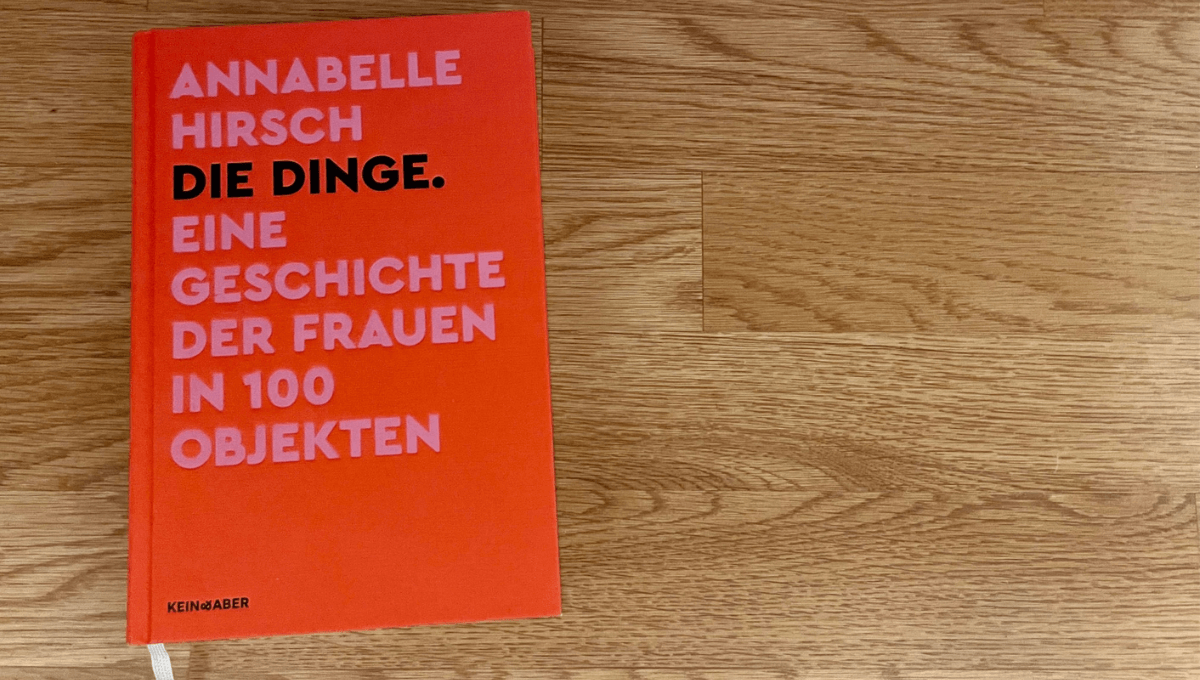 ANNABELLE
HIRSCH
DIE DINGE.
EINE
GESCHICHTE
DER FRAUEN
IN 100
OBJEKTEN
KEIN & ABER